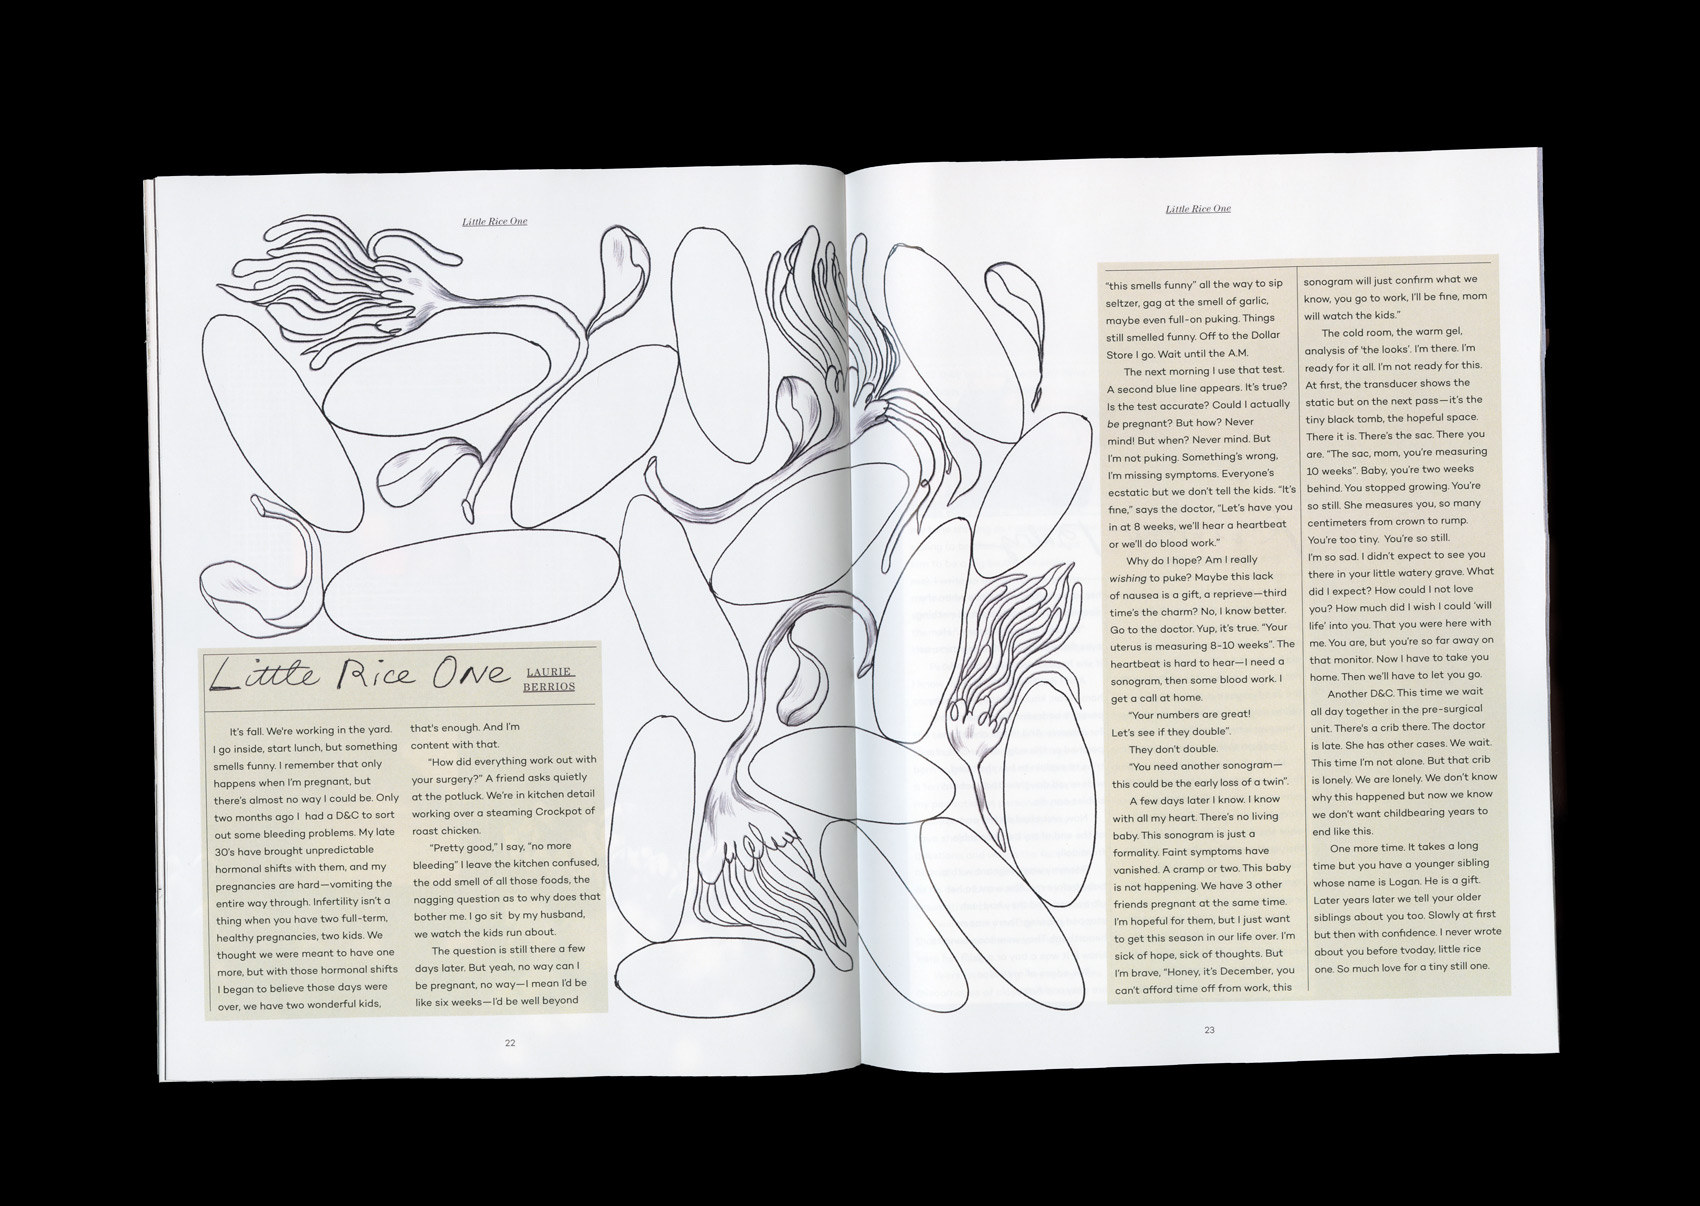 Little Rice One
Little Rice One
LAURIE
BERRIOS
It's fall. We're working in the yard.
I go inside, start lunch, but something
smells funny. I remember that only
happens when I'm pregnant, but
there's almost no way I could be. Only
two months ago I had a D&C to sort
out some bleeding problems. My late
30's have brought unpredictable
hormonal shifts with them, and my
pregnancies are hard—vomiting the
entire way through. Infertility isn't a
thing when you have two full-term,
healthy pregnancies, two kids. We
thought we were meant to have one
more, but with those hormonal shifts
I began to believe those days were
over, we have two wonderful kids,
that's enough. And I'm
content with that.
"How did everything work out with
your surgery?" A friend asks quietly
at the potluck. We're in kitchen detail
working over a steaming Crockpot of
roast chicken.
"Pretty good," I say, "no more
bleeding" I leave the kitchen confused,
the odd smell of all those foods, the
nagging question as to why does that
bother me. I go sit by my husband,
we watch the kids run about.
The question is still there a few
days later. But yeah, no way can I
be pregnant, no way—I mean I'd be
like six weeks—I'd be well beyond
22
Little Rice One
"this smells funny" all the way to sip
seltzer, gag at the smell of garlic,
maybe even full-on puking. Things
still smelled funny. Off to the Dollar
Store I go. Wait until the A.M.
The next morning I use that test.
A second blue line appears. It's true?
Is the test accurate? Could I actually
be pregnant? But how? Never
mind! But when? Never mind. But
I'm not puking. Something's wrong,
I'm missing symptoms. Everyone's
ecstatic but we don't tell the kids. "It's
fine," says the doctor, "Let's have you
in at 8 weeks, we'll hear a heartbeat
or we'll do blood work."
Why do I hope? Am I really
wishing to puke? Maybe this lack
of nausea is a gift, a reprieve—third
time's the charm? No, I know better.
Go to the doctor. Yup, it's true. "Your
uterus is measuring 8-10 weeks". The
heartbeat is hard to hear—I need a
sonogram, then some blood work. I
get a call at home.
"Your numbers are great!
Let's see if they double".
They don't double.
"You need another sonogram—
this could be the early loss of a twin".
A few days later I know. I know
with all my heart. There's no living
baby. This sonogram is just a
formality. Faint symptoms have
vanished. A cramp or two. This baby
is not happening. We have 3 other
friends pregnant at the same time.
I'm hopeful for them, but I just want
to get this season in our life over. I'm
sick of hope, sick of thoughts. But
I'm brave, "Honey, it's December, you
can't afford time off from work, this
sonogram will just confirm what we
know, you go to work, I'll be fine, mom
will watch the kids."
The cold room, the warm gel,
analysis of 'the looks'. I'm there. I'm
ready for it all. I'm not ready for this.
At first, the transducer shows the
static but on the next pass—it's the
tiny black tomb, the hopeful space.
There it is. There's the sac. There you
are. "The sac, mom, you're measuring
10 weeks". Baby, you're two weeks
behind. You stopped growing. You're
so still. She measures you, so many
centimeters from crown to rump.
You're too tiny. You're so still.
I'm so sad. I didn't expect to see you
there in your little watery grave. What
did I expect? How could I not love
you? How much did I wish I could 'will
life' into you. That you were here with
me. You are, but you're so far away on
that monitor. Now I have to take you
home. Then we'll have to let you go.
Another D&C. This time we wait
all day together in the pre-surgical
unit. There's a crib there. The doctor
is late. She has other cases. We wait.
This time I'm not alone. But that crib
is lonely. We are lonely. We don't know
why this happened but now we know
we don't want childbearing years to
end like this.
One more time. It takes a long
time but you have a younger sibling
whose name is Logan. He is a gift.
Later years later we tell your older
siblings about you too. Slowly at first
but then with confidence. I never wrote
about you before tvoday, little rice
one. So much love for a tiny still one.
23